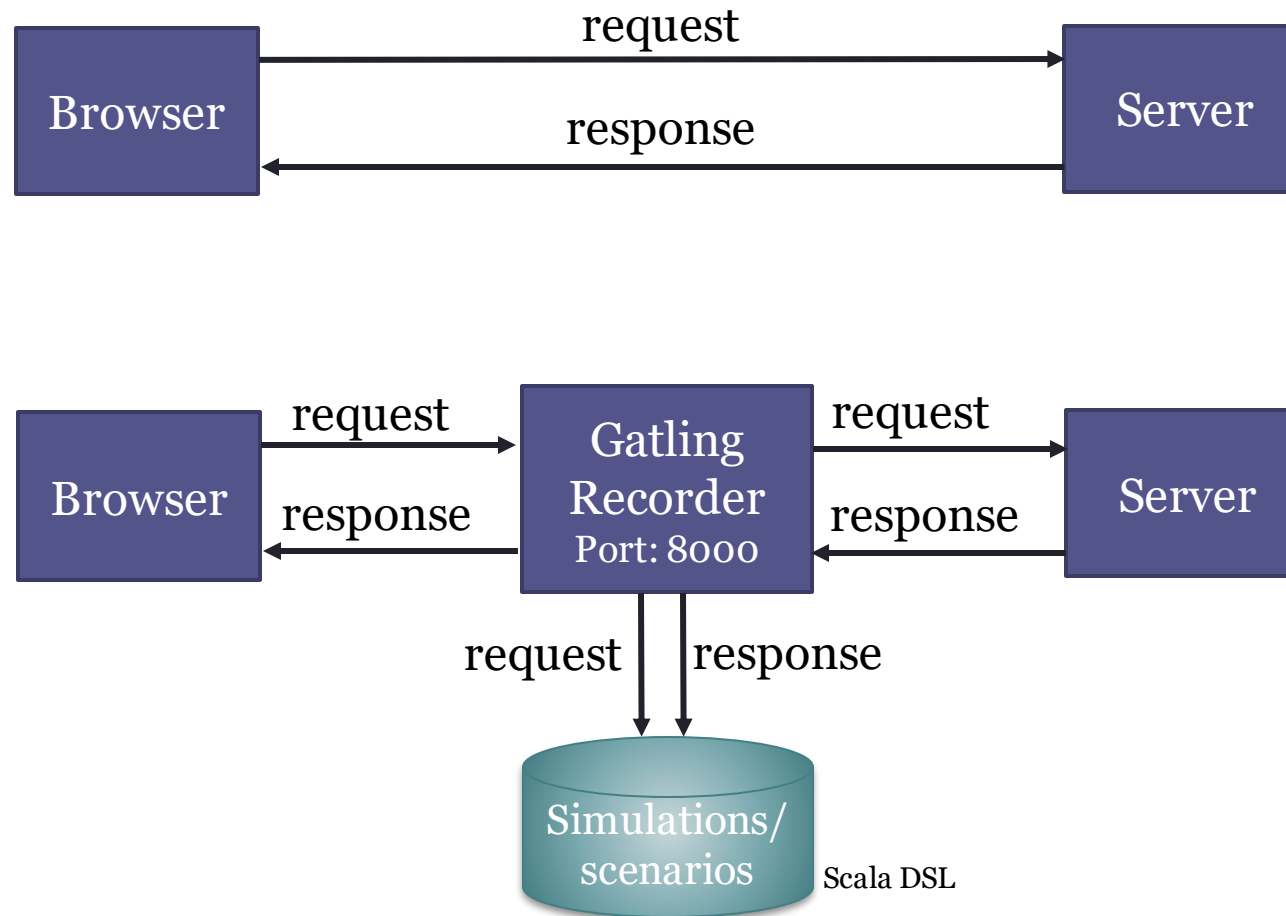 request
Browser
Server
response
request
request
Gatling
Recorder
Port: 8000
Browser
Server
response
response
request
response
Simulations/
scenarios
Scala DSL